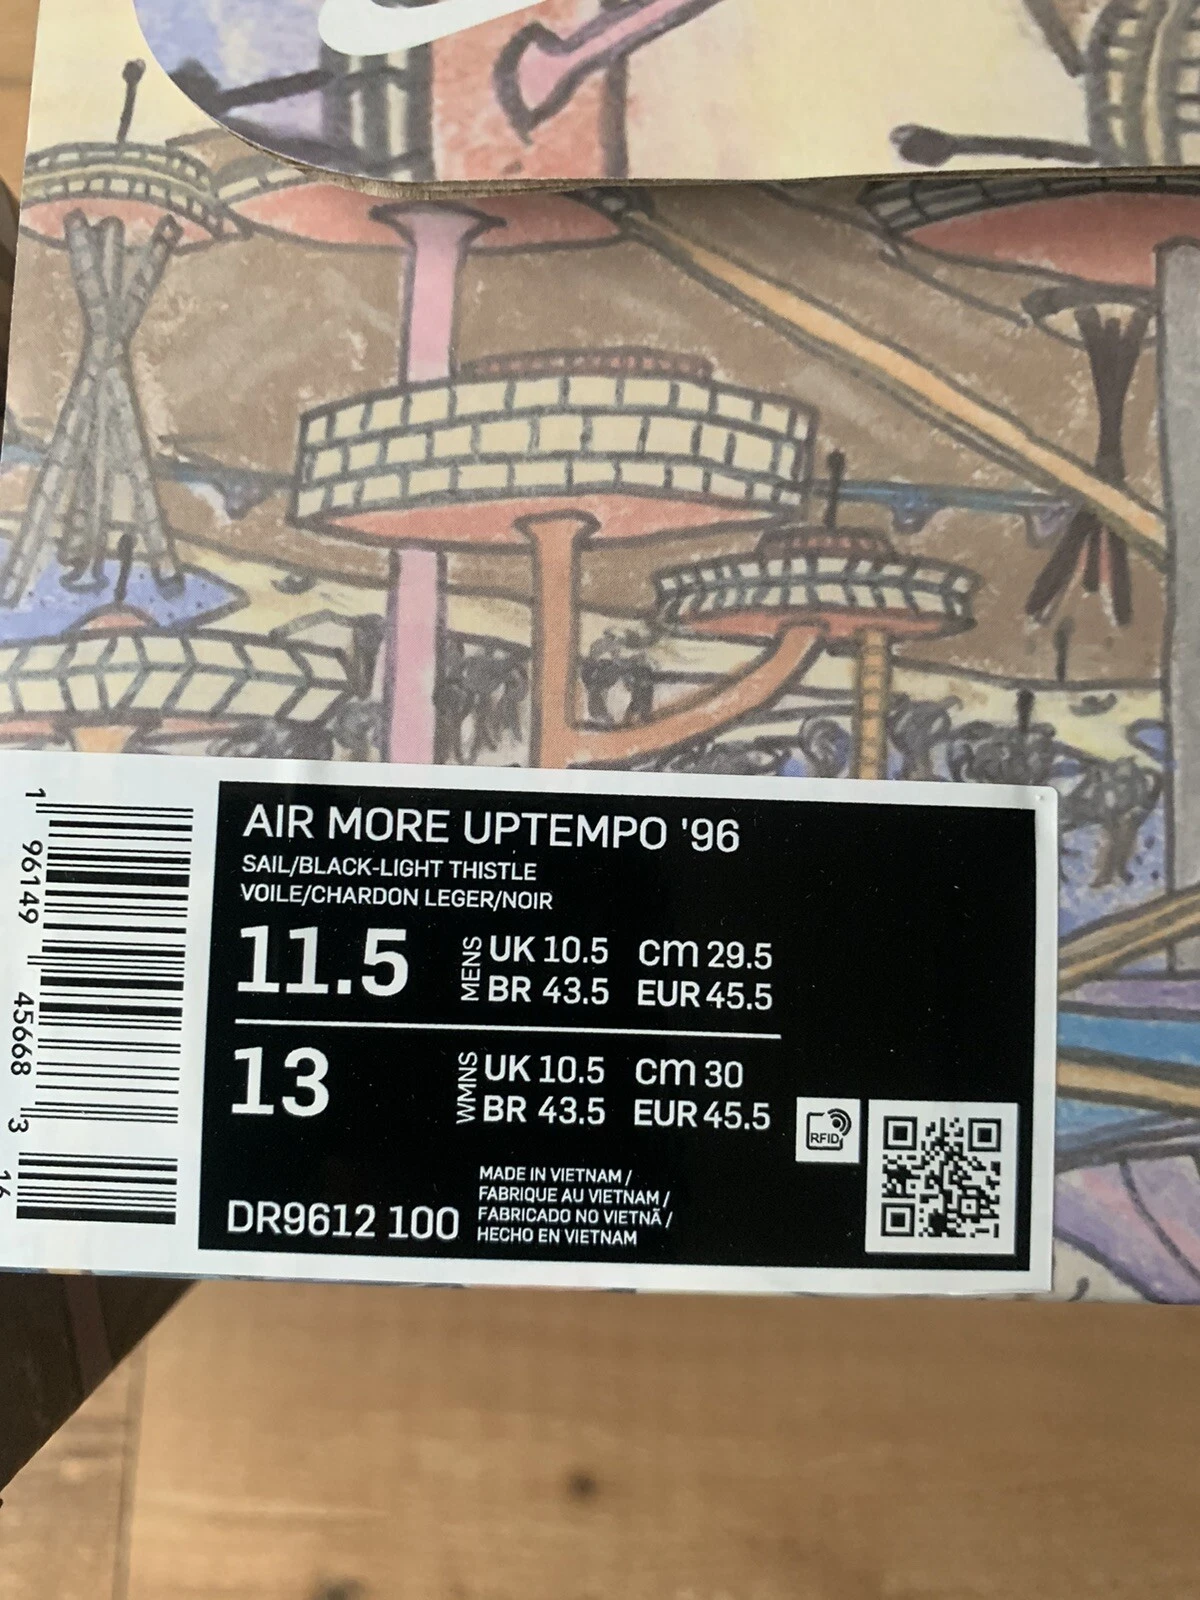 AIR MORE UPTEMPO '96
SAIL/BLACK-LIGHT THISTLE
VOILE/CHARDON LEGER/NOIR
11.5 MENS UK 10.5 cm 29.5
BR 43.5 EUR 45.5
13 WMNS UK 10.5 cm 30
BR 43.5 EUR 45.5
RFID
DR9612 100
MADE IN VIETNAM /
FABRIQUE AU VIETNAM /
FABRICADO NO VIETNÃ /
HECHO EN VIETNAM
1 96149 45668 3
16